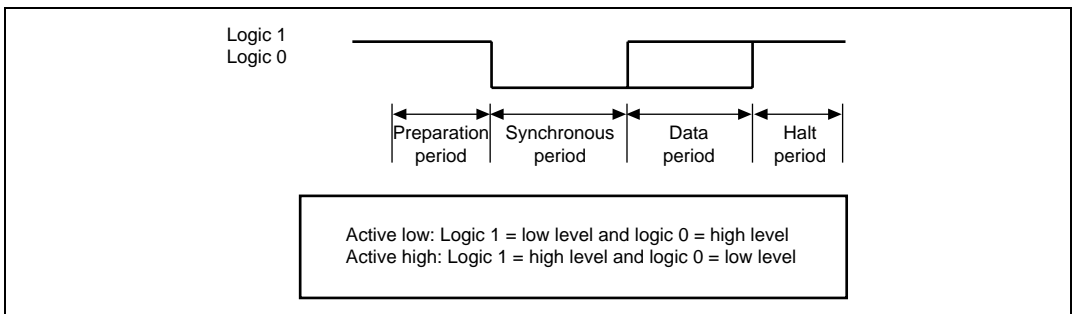 Logic 1
Logic 0
Preparation period
Synchronous period
Data period
Halt period
Active low: Logic 1 = low level and logic 0 = high level
Active high: Logic 1 = high level and logic 0 = low level